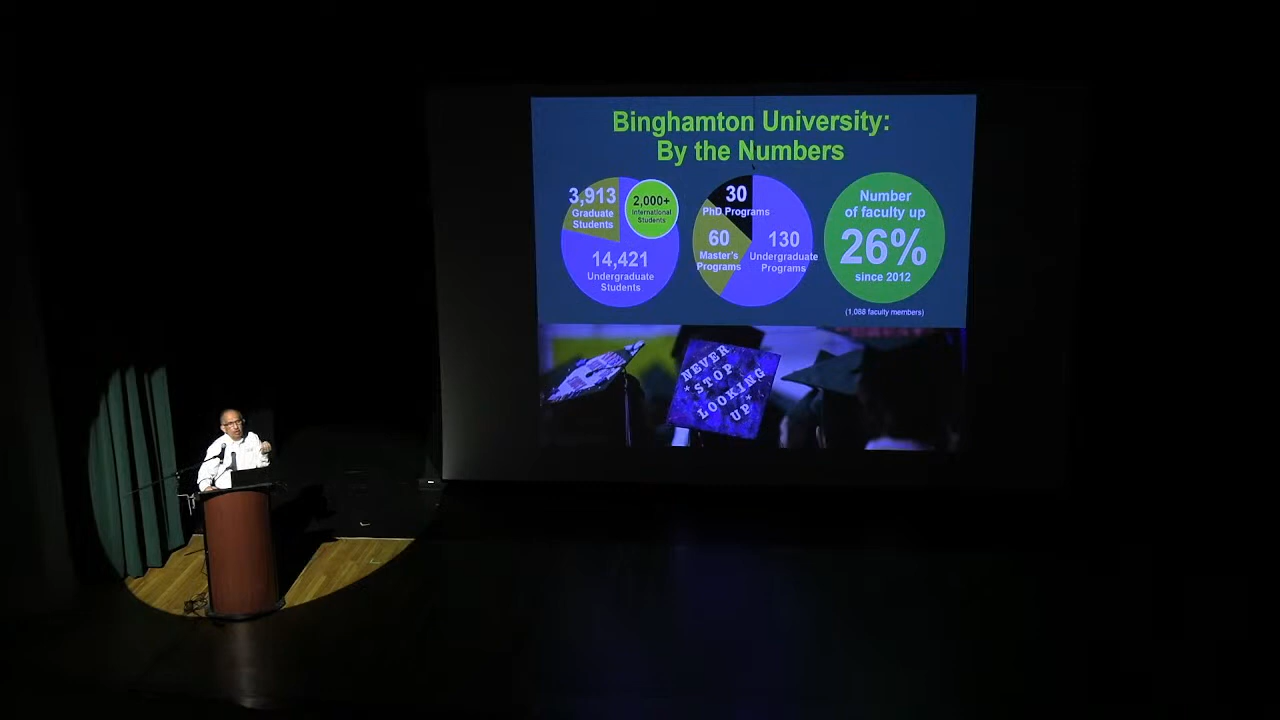 Binghamton University:
By the Numbers
3,913
Graduate
Students
2,000+
International
Students
14,421
Undergraduate
Students
30
PhD Programs
60
Master's
Programs
130
Undergraduate
Programs
Number
of faculty up
26%
since 2012
(1,088 faculty members)
NEVER
*STOP
LOOKING
UP*